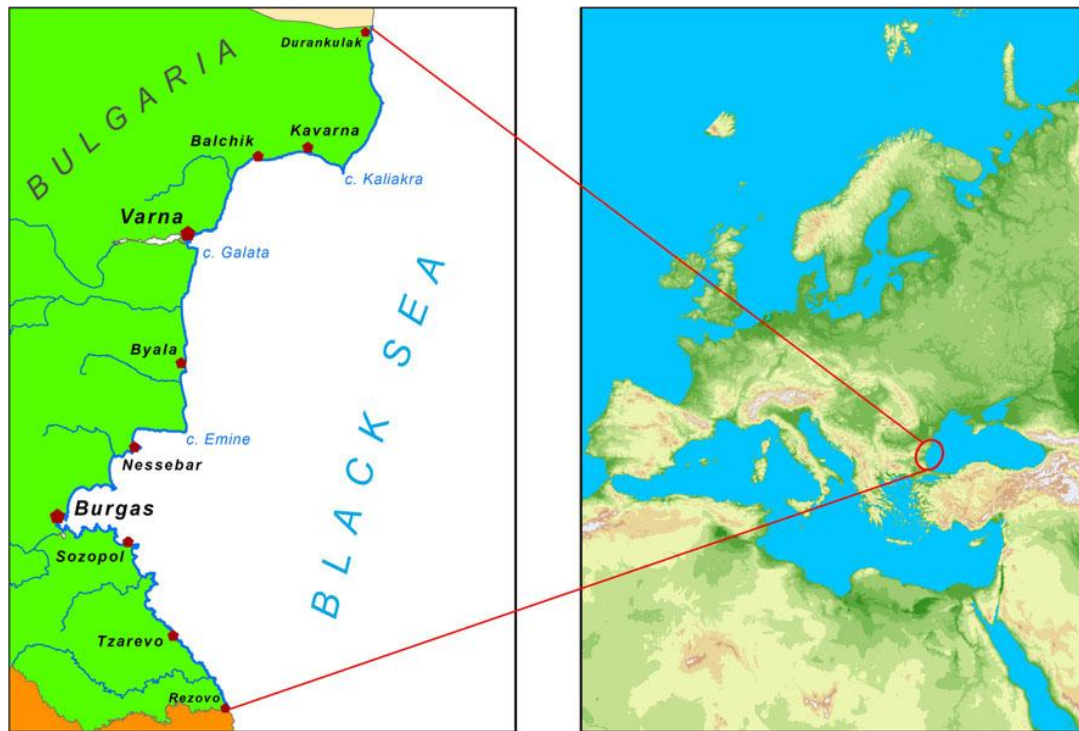 Durankulak
BULGARIA
Kavarna
Balchik
c. Kaliakra
Varna
c. Galata
BLACK SEA
Byala
c. Emine
Nessebar
Burgas
Sozopol
Tzarevo
Rezovo